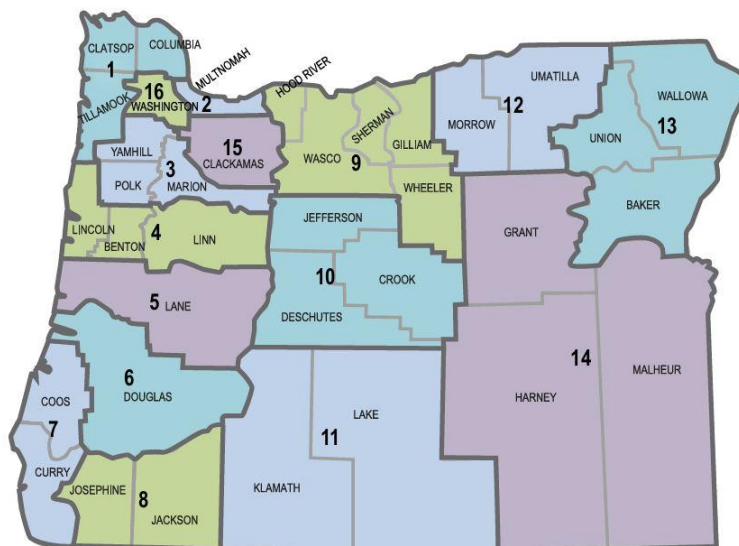 CLATSOP
COLUMBIA
1
TILLAMOOK
16
WASHINGTON
MULTNOMAH
2
HOOD RIVER
WASCO
SHERMAN
GILLIAM
9
WHEELER
MORROW
UMATILLA
12
WALLOWA
UNION
13
BAKER
15
CLACKAMAS
YAMHILL
3
POLK
MARION
LINCOLN
BENTON
4
LINN
JEFFERSON
10
CROOK
DESCHUTES
GRANT
5
LANE
6
DOUGLAS
COOS
7
CURRY
JOSEPHINE
8
JACKSON
KLAMATH
11
LAKE
HARNEY
14
MALHEUR